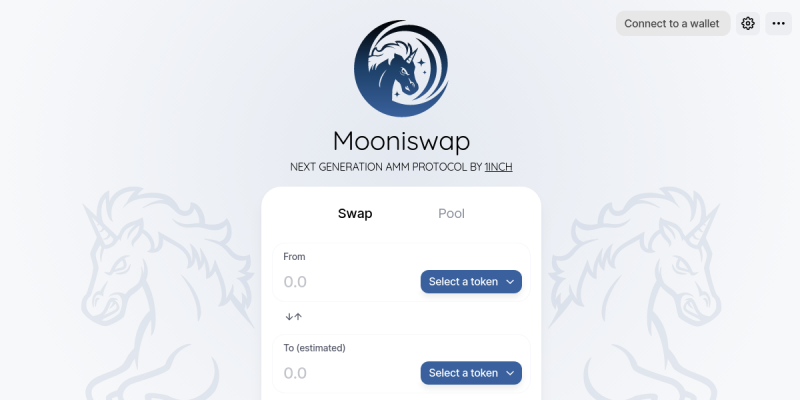 Connect to a wallet
Mooniswap
NEXT GENERATION AMM PROTOCOL BY 1INCH
Swap Pool
From
0.0 Select a token
To (estimated)
0.0 Select a token